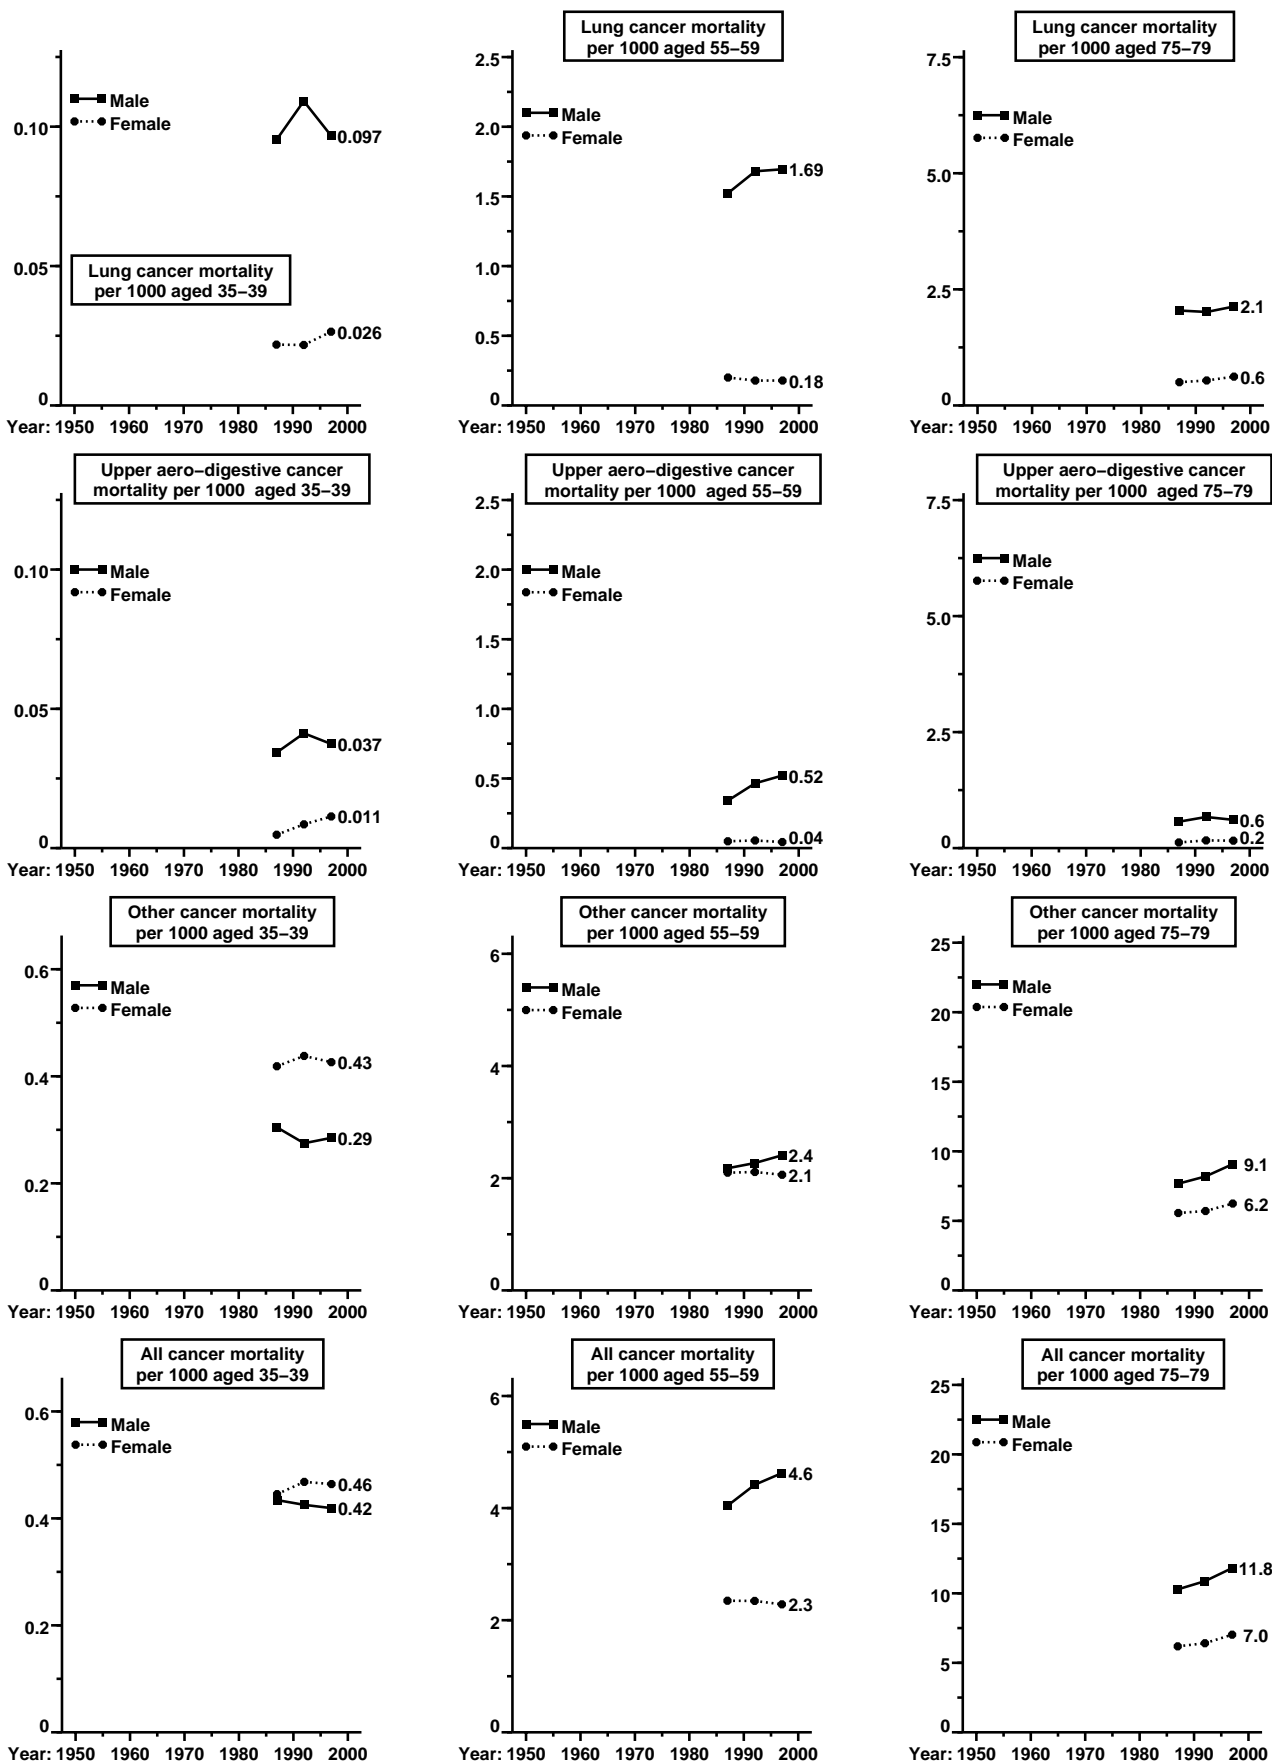 Lung cancer mortality
per 1000 aged 35–39
Male
Female
0.10
0.05
0
0.097
0.026
Year: 1950 1960 1970 1980 1990 2000
Lung cancer mortality
per 1000 aged 55–59
2.5
2.0
1.5
1.0
0.5
0
Male
Female
1.69
0.18
Year: 1950 1960 1970 1980 1990 2000
Lung cancer mortality
per 1000 aged 75–79
7.5
5.0
2.5
0
Male
Female
2.1
0.6
Year: 1950 1960 1970 1980 1990 2000
Upper aero–digestive cancer
mortality per 1000 aged 35–39
0.10
0.05
0
Male
Female
0.037
0.011
Year: 1950 1960 1970 1980 1990 2000
Upper aero–digestive cancer
mortality per 1000 aged 55–59
2.5
2.0
1.5
1.0
0.5
0
Male
Female
0.52
0.04
Year: 1950 1960 1970 1980 1990 2000
Upper aero–digestive cancer
mortality per 1000 aged 75–79
7.5
5.0
2.5
0
Male
Female
0.6
0.2
Year: 1950 1960 1970 1980 1990 2000
Other cancer mortality
per 1000 aged 35–39
0.6
0.4
0.2
0
Male
Female
0.43
0.29
Year: 1950 1960 1970 1980 1990 2000
Other cancer mortality
per 1000 aged 55–59
6
4
2
0
Male
Female
2.4
2.1
Year: 1950 1960 1970 1980 1990 2000
Other cancer mortality
per 1000 aged 75–79
25
20
15
10
5
0
Male
Female
9.1
6.2
Year: 1950 1960 1970 1980 1990 2000
All cancer mortality
per 1000 aged 35–39
0.6
0.4
0.2
0
Male
Female
0.46
0.42
Year: 1950 1960 1970 1980 1990 2000
All cancer mortality
per 1000 aged 55–59
6
4
2
0
Male
Female
4.6
2.3
Year: 1950 1960 1970 1980 1990 2000
All cancer mortality
per 1000 aged 75–79
25
20
15
10
5
0
Male
Female
11.8
7.0
Year: 1950 1960 1970 1980 1990 2000